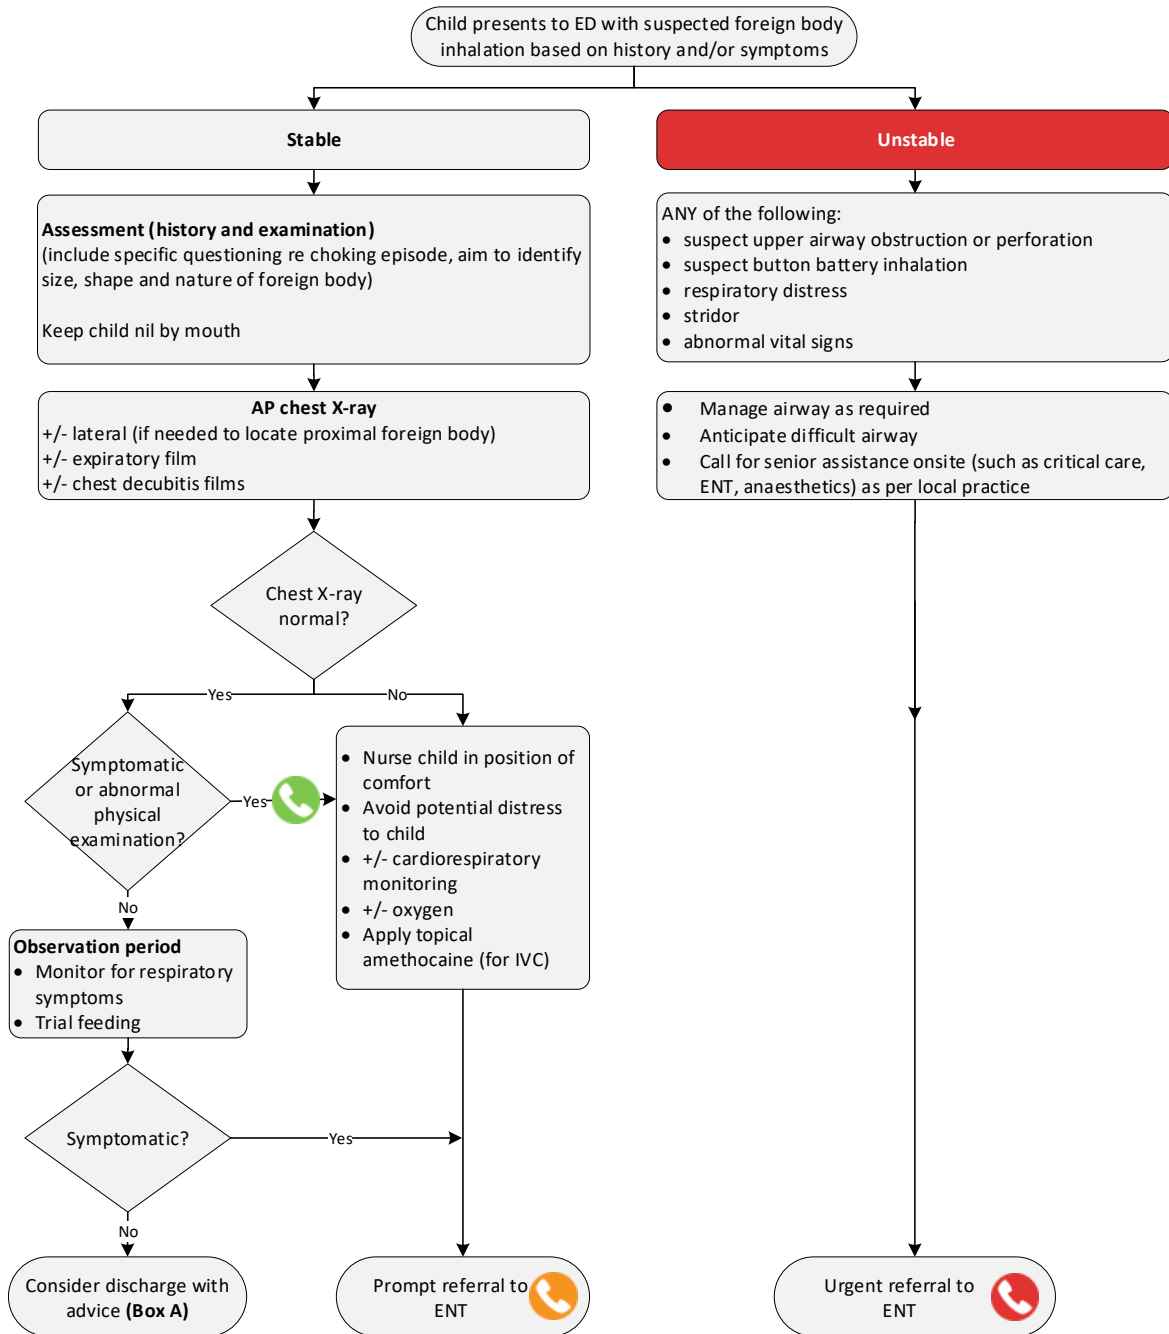 Child presents to ED with suspected foreign body
inhalation based on history and/or symptoms
Stable
Unstable
Assessment (history and examination)
(include specific questioning re choking episode, aim to identify
size, shape and nature of foreign body)
Keep child nil by mouth
ANY of the following:
• suspect upper airway obstruction or perforation
• suspect button battery inhalation
• respiratory distress
• stridor
• abnormal vital signs
AP chest X-ray
+/- lateral (if needed to locate proximal foreign body)
+/- expiratory film
+/- chest decubitis films
• Manage airway as required
• Anticipate difficult airway
• Call for senior assistance onsite (such as critical care,
ENT, anaesthetics) as per local practice
Chest X-ray
normal?
Yes
No
Symptomatic
or abnormal
physical
examination?
Yes
• Nurse child in position of
comfort
• Avoid potential distress
to child
• +/- cardiorespiratory
monitoring
• +/- oxygen
• Apply topical
amethocaine (for IVC)
No
Observation period
• Monitor for respiratory
symptoms
• Trial feeding
Symptomatic?
Yes
No
Consider discharge with
advice (Box A)
Prompt referral to
ENT
Urgent referral to
ENT